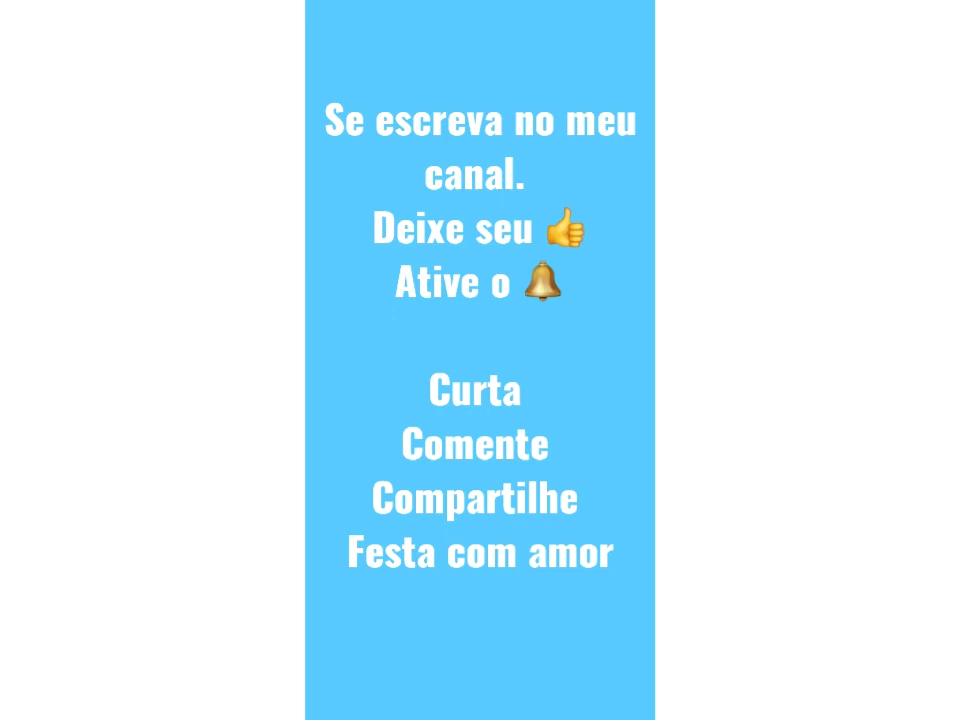 Se escreva no meu
canal.
Deixe seu 👍
Ative o 🔔
Curta
Comente
Compartilhe
Festa com amor